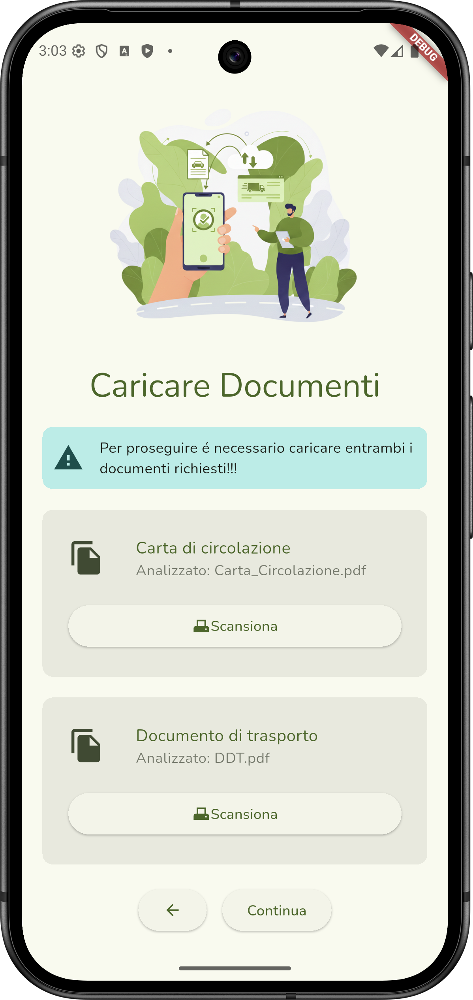 3:03
DEBUG
Caricare Documenti
Per proseguire é necessario caricare entrambi i
documenti richiesti!!!
Carta di circolazione
Analizzato: Carta_Circolazione.pdf
Scansiona
Documento di trasporto
Analizzato: DDT.pdf
Scansiona
Continua